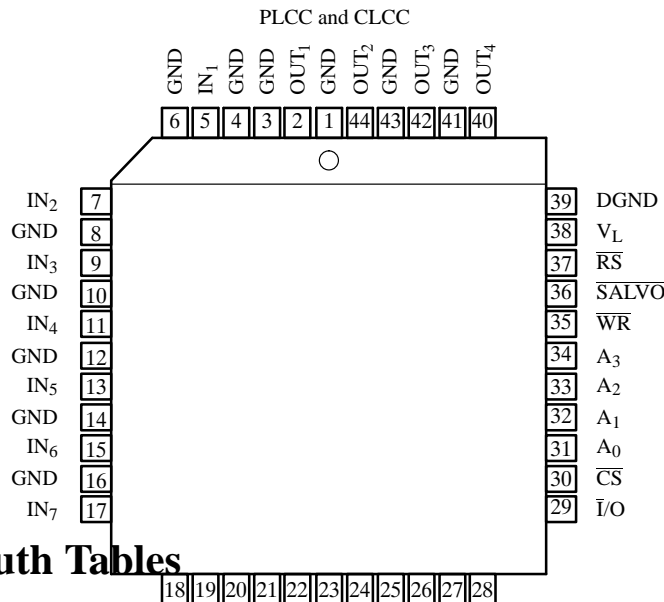 PLCC and CLCC
GND IN1 GND GND OUT1 GND OUT2 GND OUT3 GND OUT4
6 5 4 3 2 1 44 43 42 41 40
IN2 7
GND 8
IN3 9
GND 10
IN4 11
GND 12
IN5 13
GND 14
IN6 15
GND 16
IN7 17
39 DGND
38 VL
37 R̅S̅
36 S̅A̅L̅V̅O̅
35 W̅R̅
34 A3
33 A2
32 A1
31 A0
30 C̅S̅
29 I̅/O
uth Tables
18 19 20 21 22 23 24 25 26 27 28